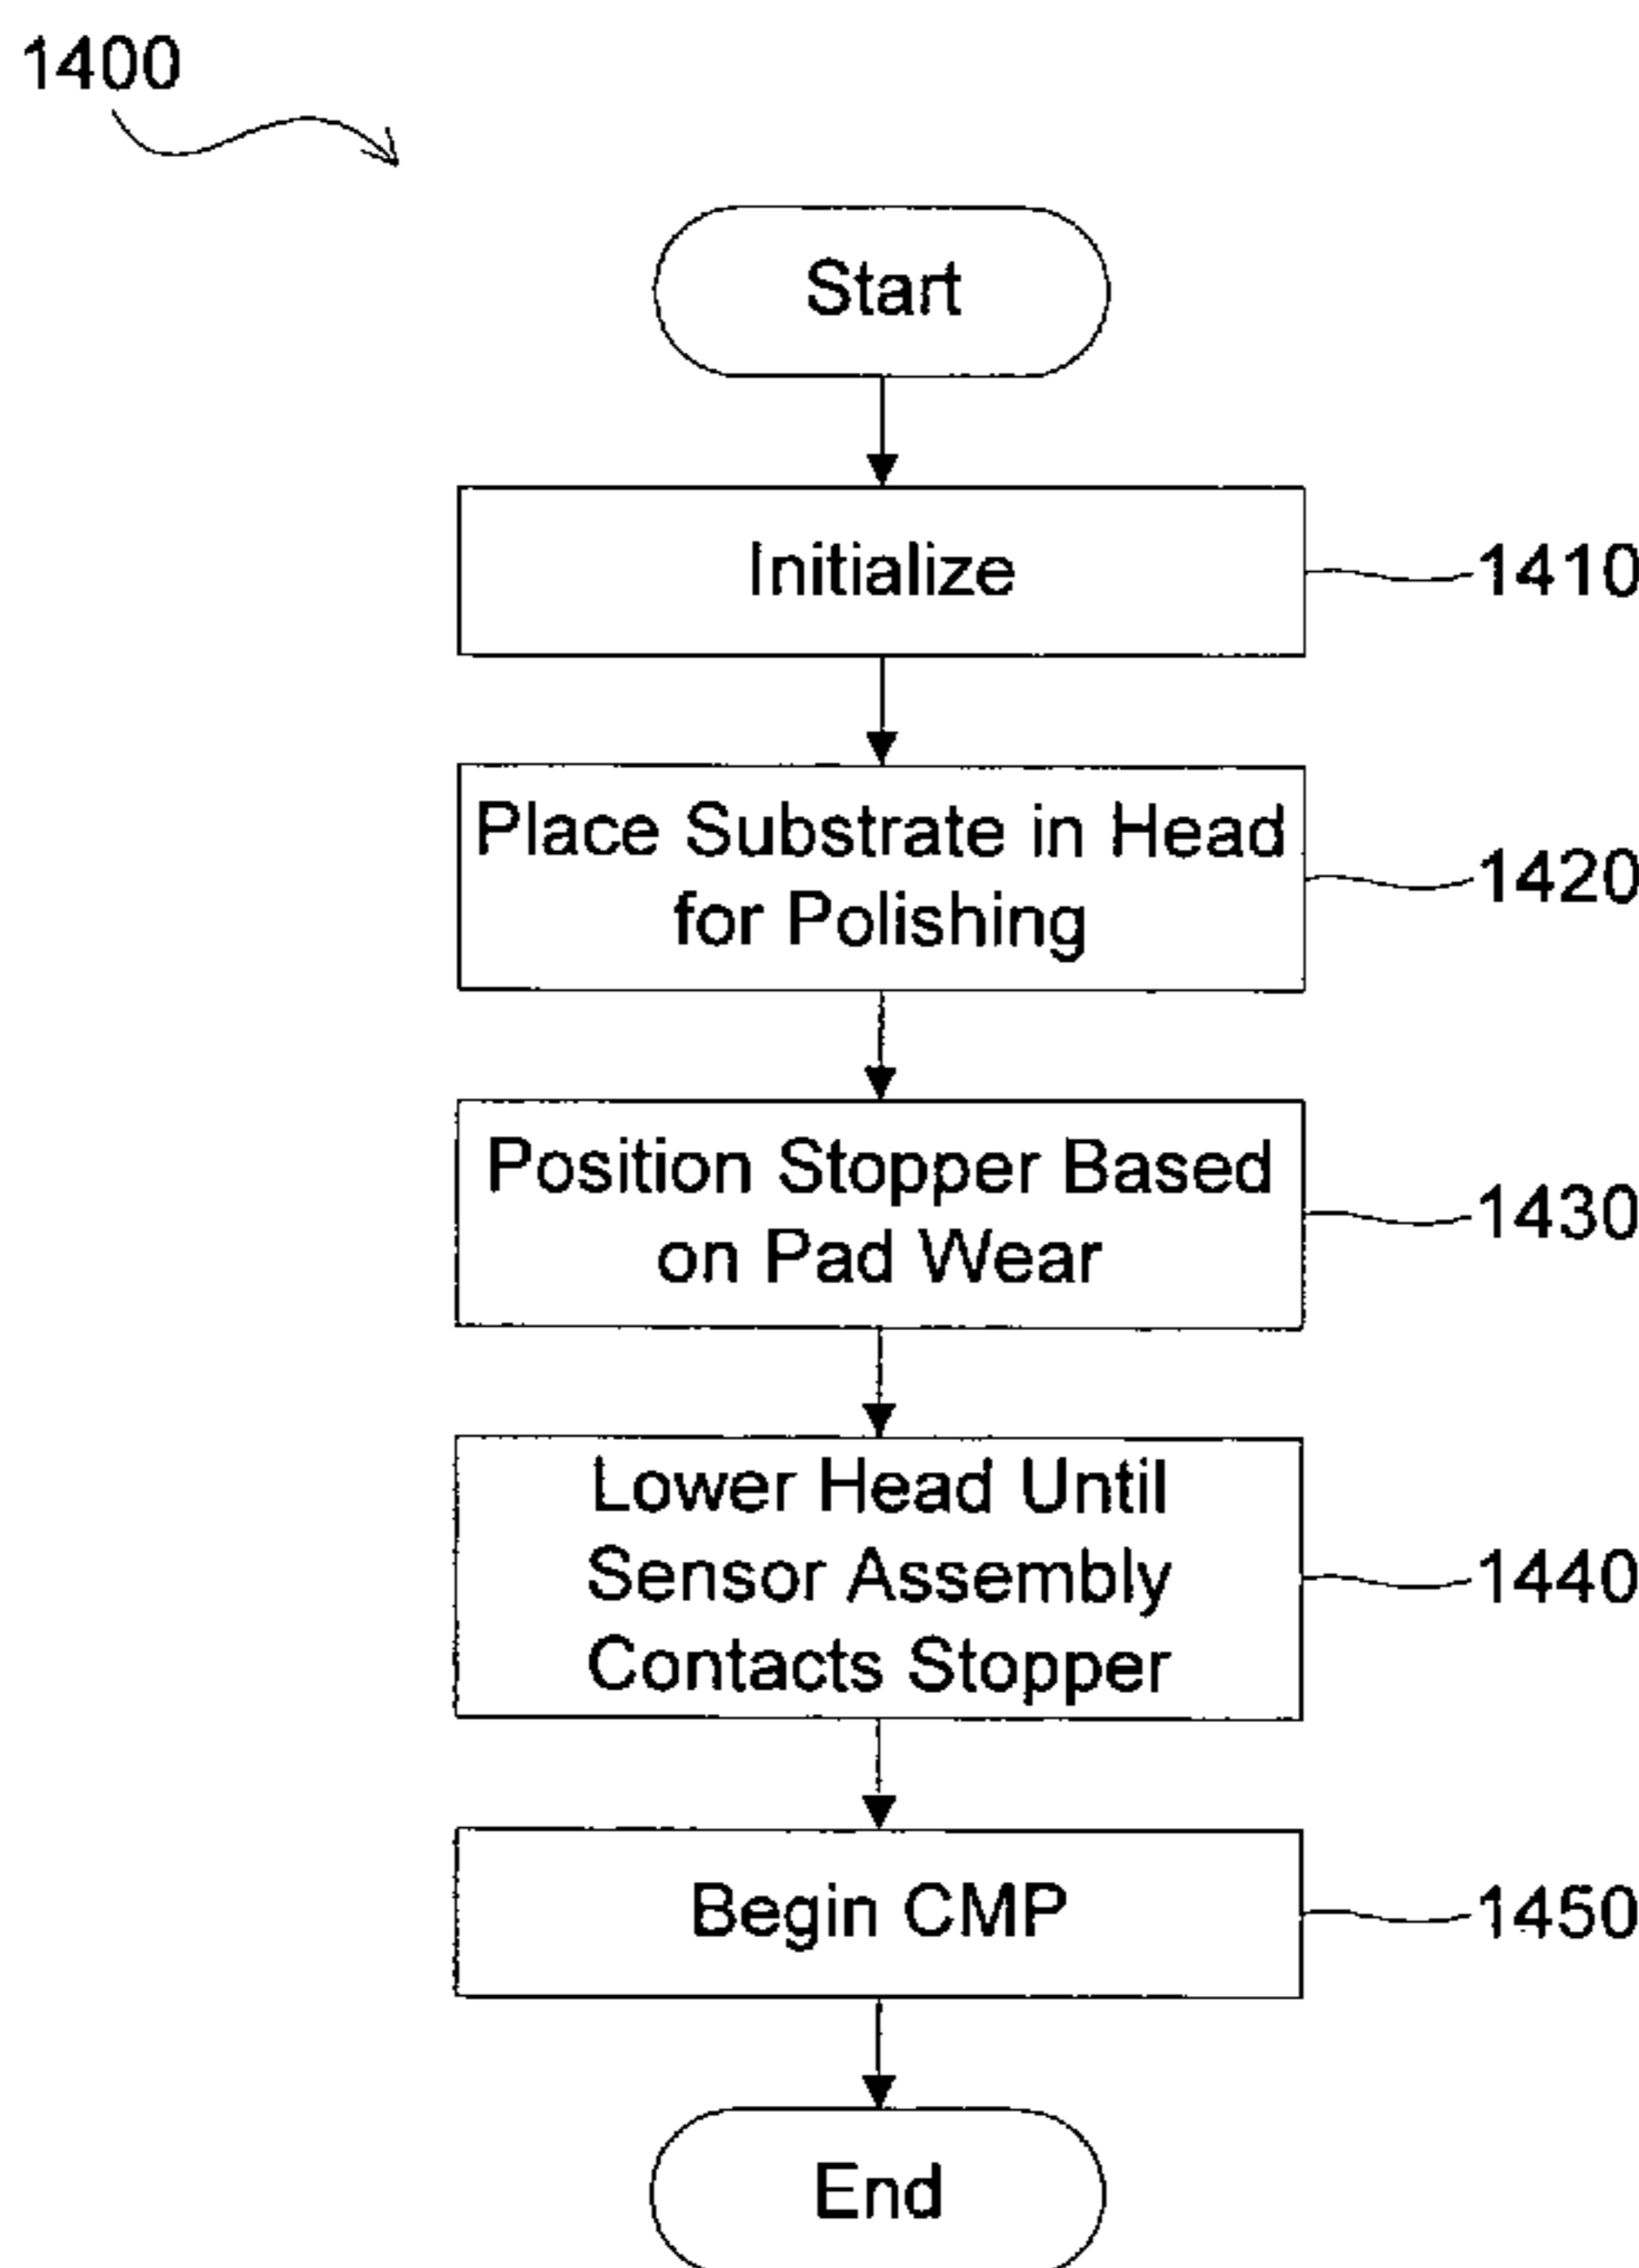 1400
Start
Initialize
1410
Place Substrate in Head
for Polishing
1420
Position Stopper Based
on Pad Wear
1430
Lower Head Until
Sensor Assembly
Contacts Stopper
1440
Begin CMP
1450
End